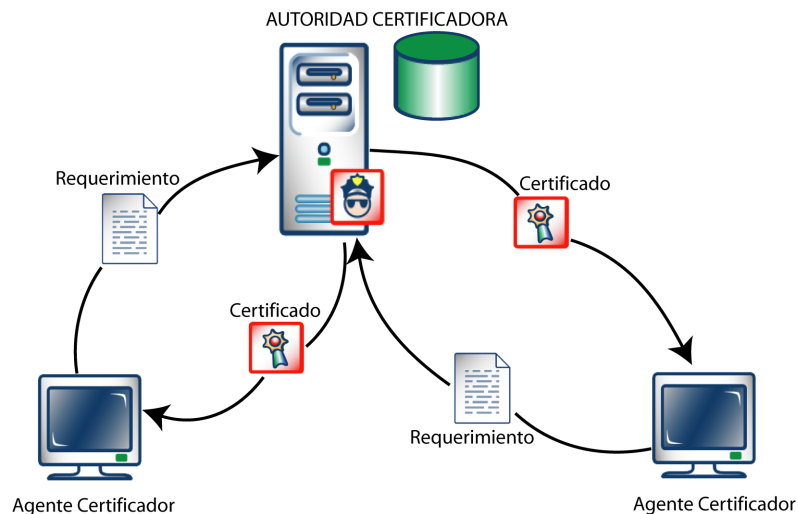 AUTORIDAD CERTIFICADORA
Requerimiento
Certificado
Certificado
Requerimiento
Agente Certificador
Agente Certificador